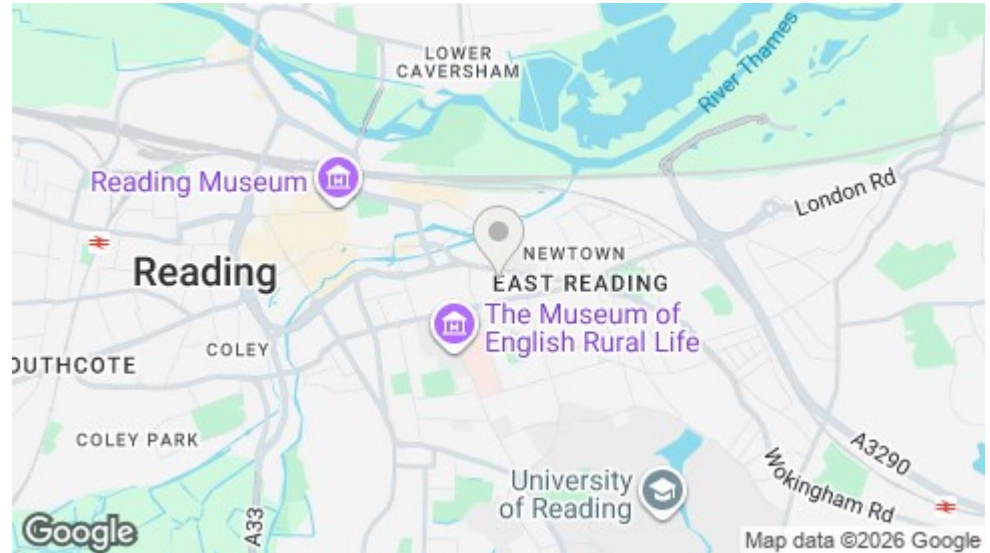 LOWER
CAVERSHAM
River Thames
Reading Museum
London Rd
NEWTOWN
EAST READING
Reading
The Museum of
English Rural Life
COLEY
OUTHCOTE
COLEY PARK
A3290
Wokingham Rd
University
of Reading
A33
Google
Map data ©2026 Google